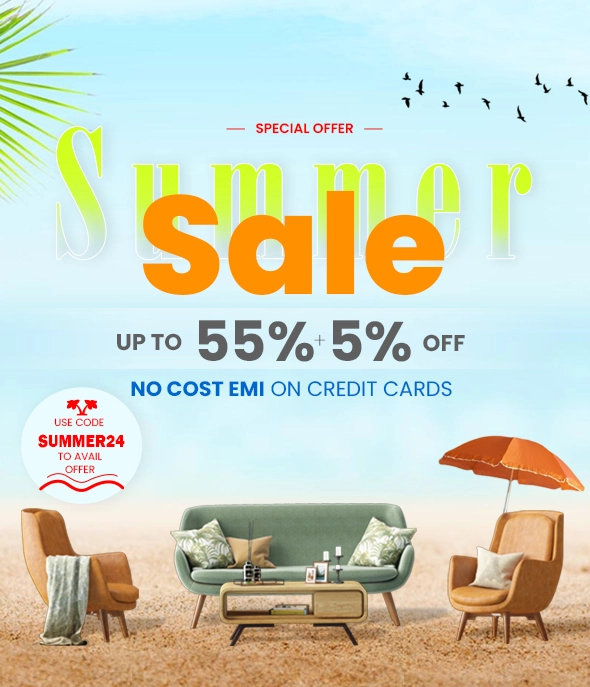 SPECIAL OFFER
Summer
Sale
UP TO 55%+5% OFF
NO COST EMI ON CREDIT CARDS
USE CODE
SUMMER24
TO AVAIL
OFFER